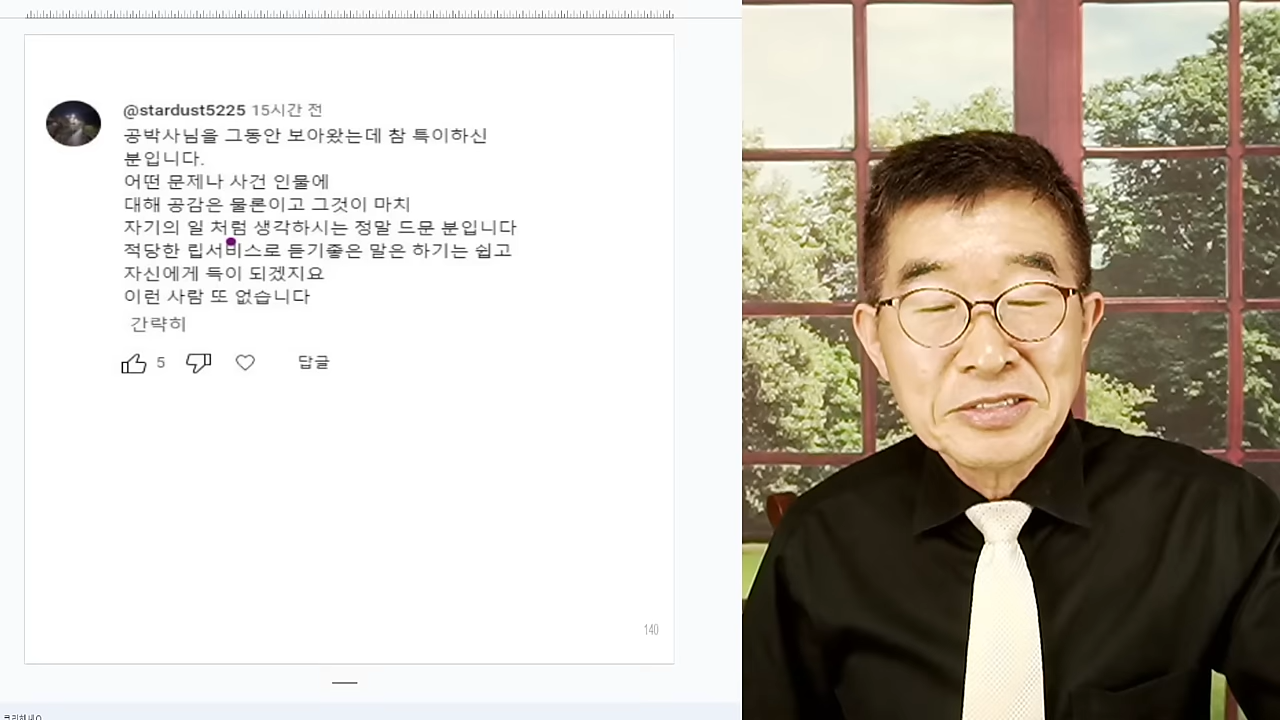 @stardust5225 15시간 전
공박사님을 그동안 보아왔는데 참 특이하신
분입니다.
어떤 문제나 사건 인물에
대해 공감은 물론이고 그것이 마치
자기의 일 처럼 생각하시는 정말 드문 분입니다
적당한 립서비스로 듣기좋은 말은 하기는 쉽고
자신에게 득이 되겠지요
이런 사람 또 없습니다
간략히
5 답글
140